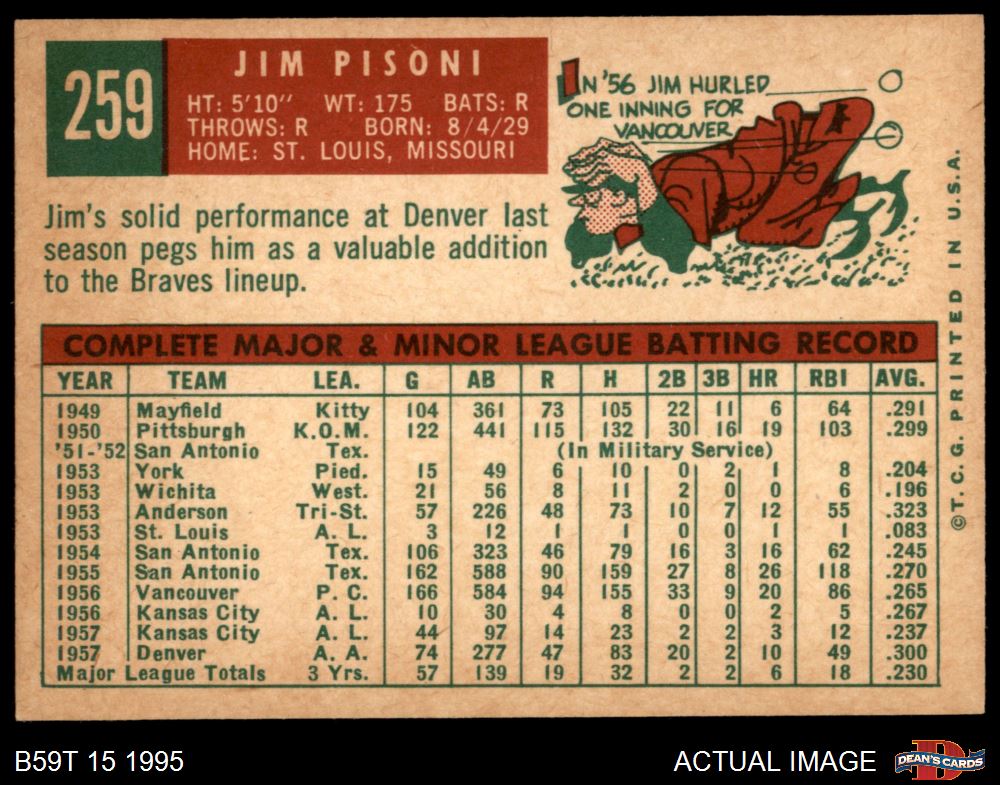 259
JIM PISONI
HT: 5'10" WT: 175 BATS: R
THROWS: R BORN: 8/4/29
HOME: ST. LOUIS, MISSOURI
IN '56 JIM HURLED
ONE INNING FOR
VANCOUVER
Jim's solid performance at Denver last
season pegs him as a valuable addition
to the Braves lineup.
COMPLETE MAJOR & MINOR LEAGUE BATTING RECORD
YEAR TEAM LEA. G AB R H 2B 3B HR RBI AVG.
1949 Mayfield Kitty 104 361 73 105 22 11 6 64 .291
1950 Pittsburgh K.O.M. 122 441 115 132 30 16 19 103 .299
'51-'52 San Antonio Tex. (In Military Service)
1953 York Pied. 15 49 6 10 0 2 1 8 .204
1953 Wichita West. 21 56 8 11 2 0 0 6 .196
1953 Anderson Tri-St. 57 226 48 73 10 7 12 55 .323
1953 St. Louis A. L. 3 12 1 1 0 0 1 1 .083
1954 San Antonio Tex. 106 323 46 79 16 3 16 62 .245
1955 San Antonio Tex. 162 588 90 159 27 8 26 118 .270
1956 Vancouver P. C. 166 584 94 155 33 9 20 86 .265
1956 Kansas City A. L. 10 30 4 8 0 0 2 5 .267
1957 Kansas City A. L. 44 97 14 23 2 2 3 12 .237
1957 Denver A. A. 74 277 47 83 20 2 10 49 .300
Major League Totals 3 Yrs. 57 139 19 32 2 2 6 18 .230
©T. C. G. PRINTED IN U.S.A.
B59T 15 1995
ACTUAL IMAGE
D
DEAN'S CARDS